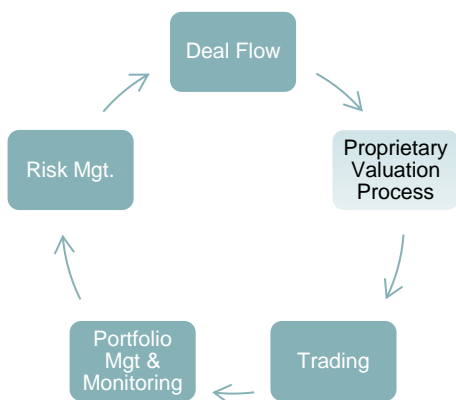 Deal Flow
Proprietary
Valuation
Process
Trading
Portfolio
Mgt &
Monitoring
Risk Mgt.